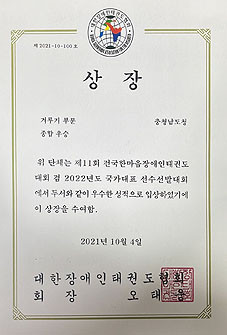 제 2021-10-100호
상 장
겨루기 부문 충청남도청
종합 우승
위 단체는 제11회 전국한마음장애인태권도
대회 겸 2022년도 국가대표 선수선발대회
에서 두서와 같이 우수한 성적으로 입상하였기에
이 상장을 수여함.
2021년 10월 4일
대한장애인태권도협회
회 장 오 태